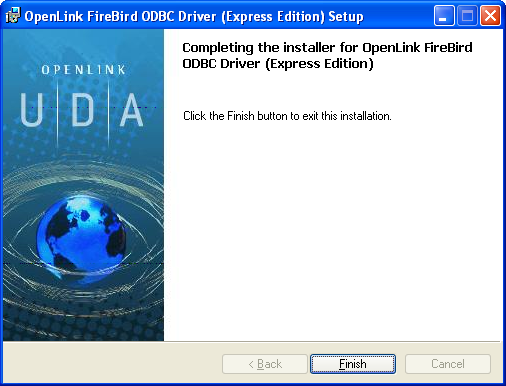 OpenLink FireBird ODBC Driver (Express Edition) Setup
OPENLINK
UDA
Completing the installer for OpenLink FireBird
ODBC Driver (Express Edition)
Click the Finish button to exit this installation.
< Back
Finish
Cancel